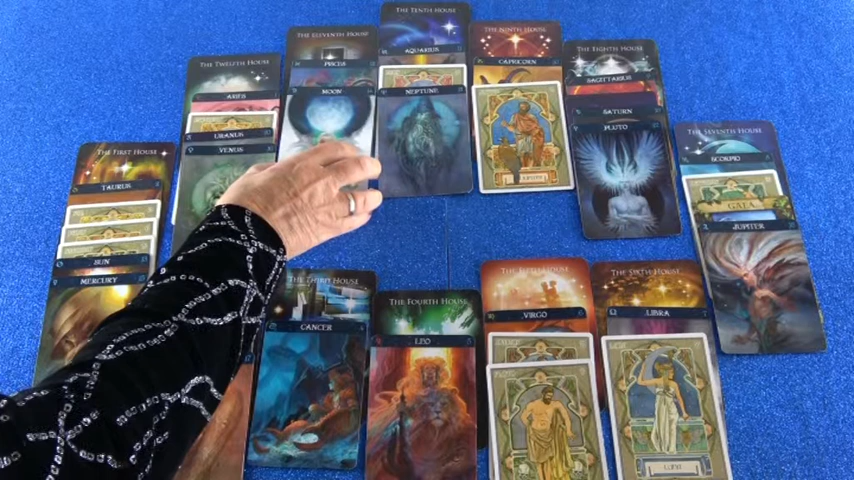 THE TENTH HOUSE
AQUARIUS
NEPTUNE
THE ELEVENTH HOUSE
PISCES
MOON
THE NINTH HOUSE
CAPRICORN
THE TWELFTH HOUSE
ARIES
URANUS
VENUS
THE EIGHTH HOUSE
SAGITTARIUS
SATURN
PLUTO
THE FIRST HOUSE
TAURUS
SUN
MERCURY
THE SEVENTH HOUSE
SCORPIO
GAEA
JUPITER
THE THIRD HOUSE
CANCER
THE FOURTH HOUSE
LEO
THE FIFTH HOUSE
VIRGO
THE SIXTH HOUSE
LIBRA